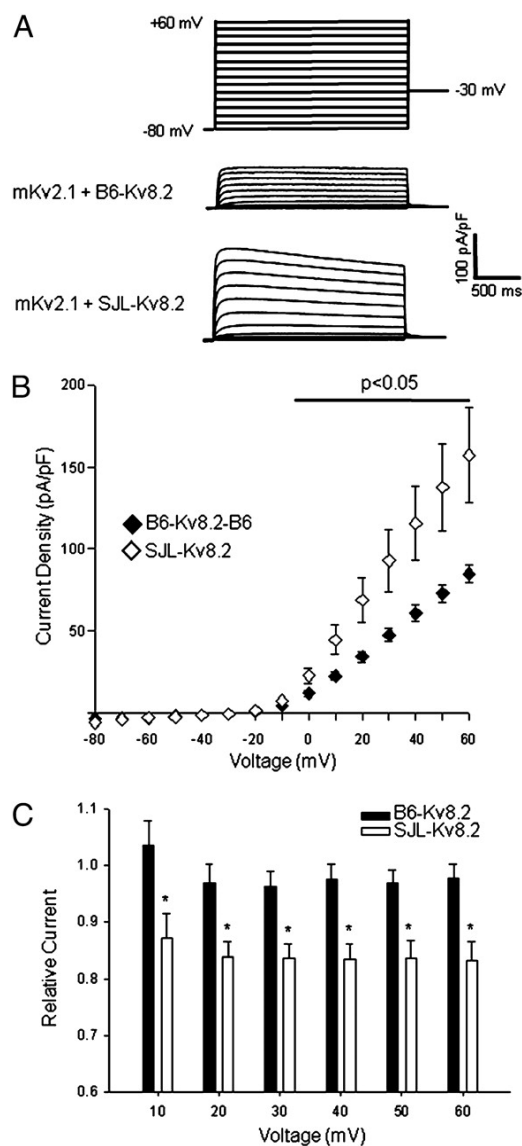 A
+60 mV
-30 mV
-80 mV
mKv2.1 + B6-Kv8.2
100 pA/pF
500 ms
mKv2.1 + SJL-Kv8.2
B
p<0.05
200
150
100
50
Current Density (pA/pF)
B6-Kv8.2-B6
SJL-Kv8.2
-80 -60 -40 -20 0 20 40 60
Voltage (mV)
C
1.1
1.0
0.9
0.8
0.7
0.6
Relative Current
B6-Kv8.2
SJL-Kv8.2
* * * * * *
10 20 30 40 50 60
Voltage (mV)